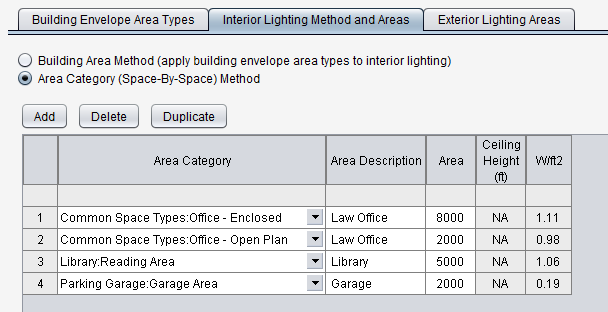 Building Envelope Area Types Interior Lighting Method and Areas Exterior Lighting Areas
Building Area Method (apply building envelope area types to interior lighting)
Area Category (Space-By-Space) Method
Add Delete Duplicate
Area Category Area Description Area Ceiling Height (ft) W/ft2
1 Common Space Types:Office - Enclosed Law Office 8000 NA 1.11
2 Common Space Types:Office - Open Plan Law Office 2000 NA 0.98
3 Library:Reading Area Library 5000 NA 1.06
4 Parking Garage:Garage Area Garage 2000 NA 0.19